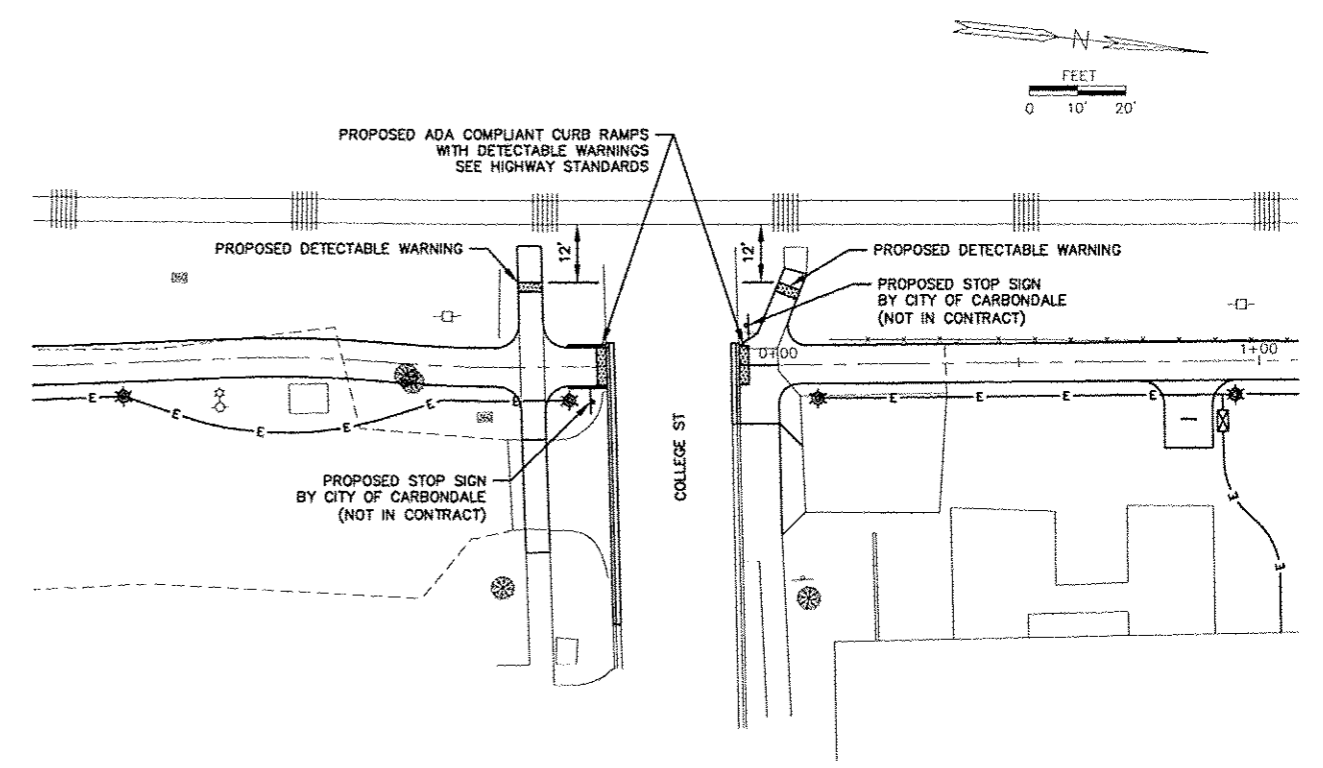 N
FEET
0 10' 20'
PROPOSED ADA COMPLIANT CURB RAMPS
WITH DETECTABLE WARNINGS
SEE HIGHWAY STANDARDS
PROPOSED DETECTABLE WARNING
12'
12'
PROPOSED DETECTABLE WARNING
PROPOSED STOP SIGN
BY CITY OF CARBONDALE
(NOT IN CONTRACT)
0+00
1+00
E
E
E
E
E
E
E
E
PROPOSED STOP SIGN
BY CITY OF CARBONDALE
(NOT IN CONTRACT)
COLLEGE ST
E
E